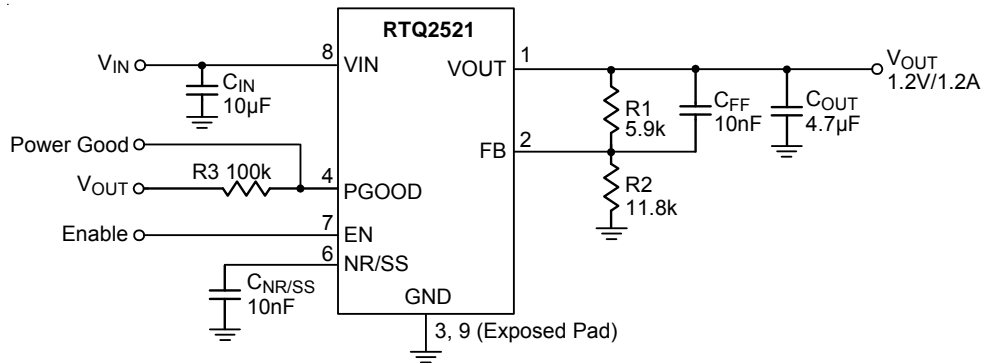 RTQ2521
VIN
8
VIN
CIN
10µF
Power Good
VOUT
R3 100k
4
PGOOD
Enable
7
EN
6
NR/SS
CNR/SS
10nF
GND
3, 9 (Exposed Pad)
VOUT
1
FB
2
R1
5.9k
R2
11.8k
CFF
10nF
COUT
4.7µF
VOUT
1.2V/1.2A